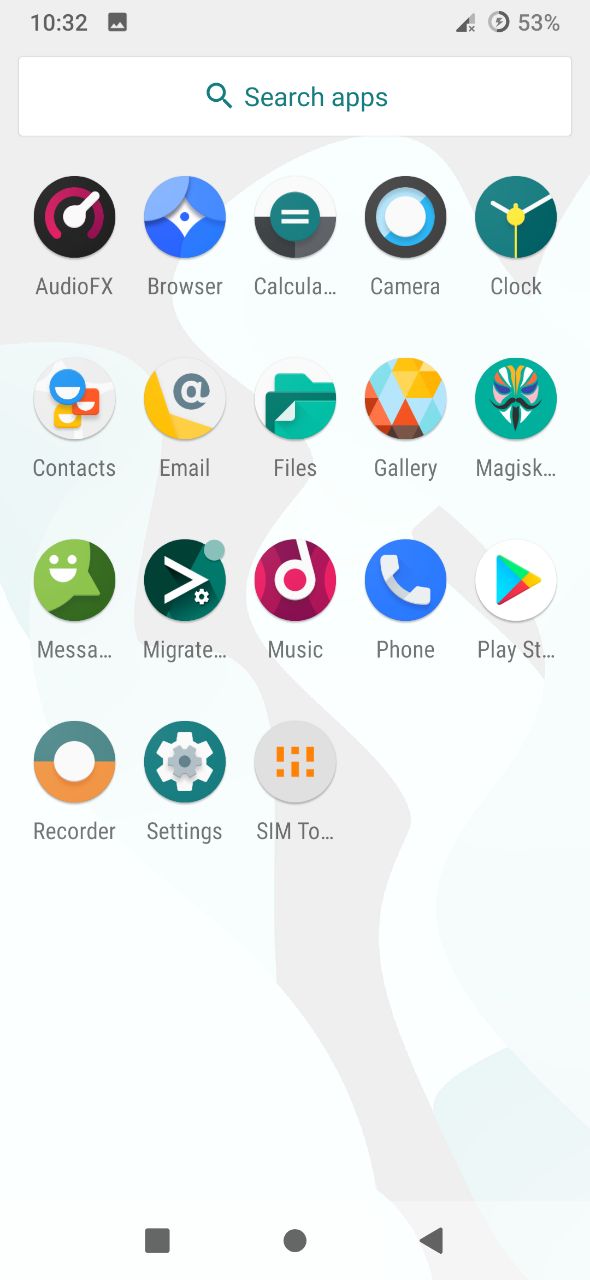 10:32 53%
Search apps
AudioFX Browser Calcula... Camera Clock
Contacts Email Files Gallery Magisk...
Messa... Migrate... Music Phone Play St...
Recorder Settings SIM To...